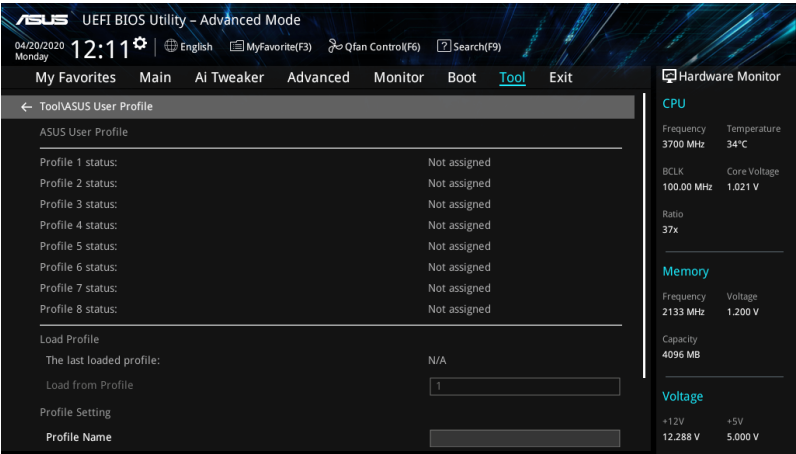 ASUS UEFI BIOS Utility – Advanced Mode
04/20/2020 Monday 12:11 English MyFavorite(F3) Qfan Control(F6) ? Search(F9)
My Favorites Main Ai Tweaker Advanced Monitor Boot Tool Exit
← Tool\ASUS User Profile
ASUS User Profile
Profile 1 status: Not assigned
Profile 2 status: Not assigned
Profile 3 status: Not assigned
Profile 4 status: Not assigned
Profile 5 status: Not assigned
Profile 6 status: Not assigned
Profile 7 status: Not assigned
Profile 8 status: Not assigned
Load Profile
The last loaded profile: N/A
Load from Profile 1
Profile Setting
Profile Name
Hardware Monitor
CPU
Frequency Temperature
3700 MHz 34°C
BCLK Core Voltage
100.00 MHz 1.021 V
Ratio
37x
Memory
Frequency Voltage
2133 MHz 1.200 V
Capacity
4096 MB
Voltage
+12V +5V
12.288 V 5.000 V